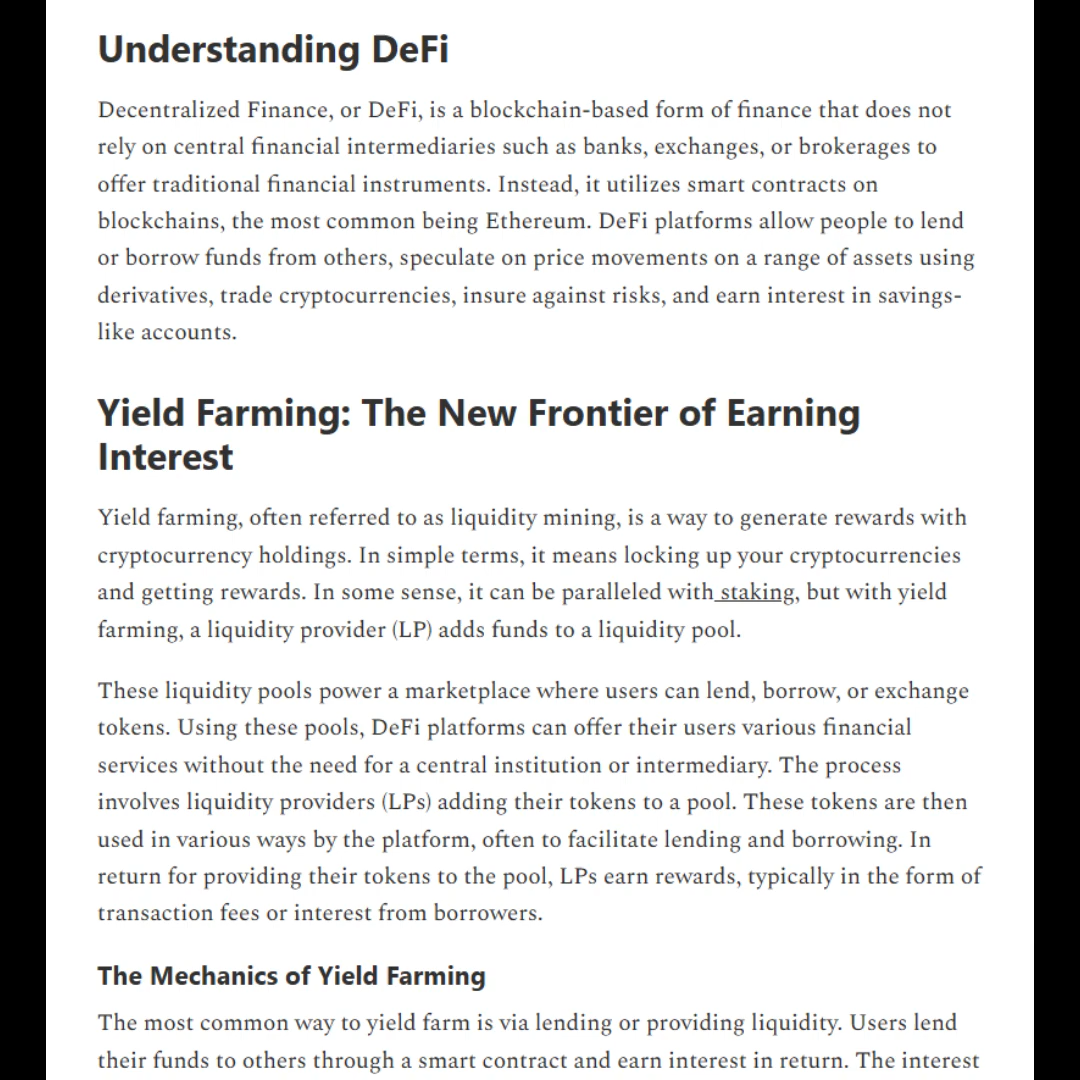 Understanding DeFi
Decentralized Finance, or DeFi, is a blockchain-based form of finance that does not
rely on central financial intermediaries such as banks, exchanges, or brokerages to
offer traditional financial instruments. Instead, it utilizes smart contracts on
blockchains, the most common being Ethereum. DeFi platforms allow people to lend
or borrow funds from others, speculate on price movements on a range of assets using
derivatives, trade cryptocurrencies, insure against risks, and earn interest in savings-
like accounts.
Yield Farming: The New Frontier of Earning
Interest
Yield farming, often referred to as liquidity mining, is a way to generate rewards with
cryptocurrency holdings. In simple terms, it means locking up your cryptocurrencies
and getting rewards. In some sense, it can be paralleled with staking, but with yield
farming, a liquidity provider (LP) adds funds to a liquidity pool.
These liquidity pools power a marketplace where users can lend, borrow, or exchange
tokens. Using these pools, DeFi platforms can offer their users various financial
services without the need for a central institution or intermediary. The process
involves liquidity providers (LPs) adding their tokens to a pool. These tokens are then
used in various ways by the platform, often to facilitate lending and borrowing. In
return for providing their tokens to the pool, LPs earn rewards, typically in the form of
transaction fees or interest from borrowers.
The Mechanics of Yield Farming
The most common way to yield farm is via lending or providing liquidity. Users lend
their funds to others through a smart contract and earn interest in return. The interest